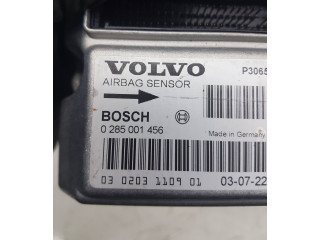 VOLVO P3065
AIRBAG SENSOR
BOSCH
0 285 001 456 Made in Germany
03 0203 1109 01 03-07-22